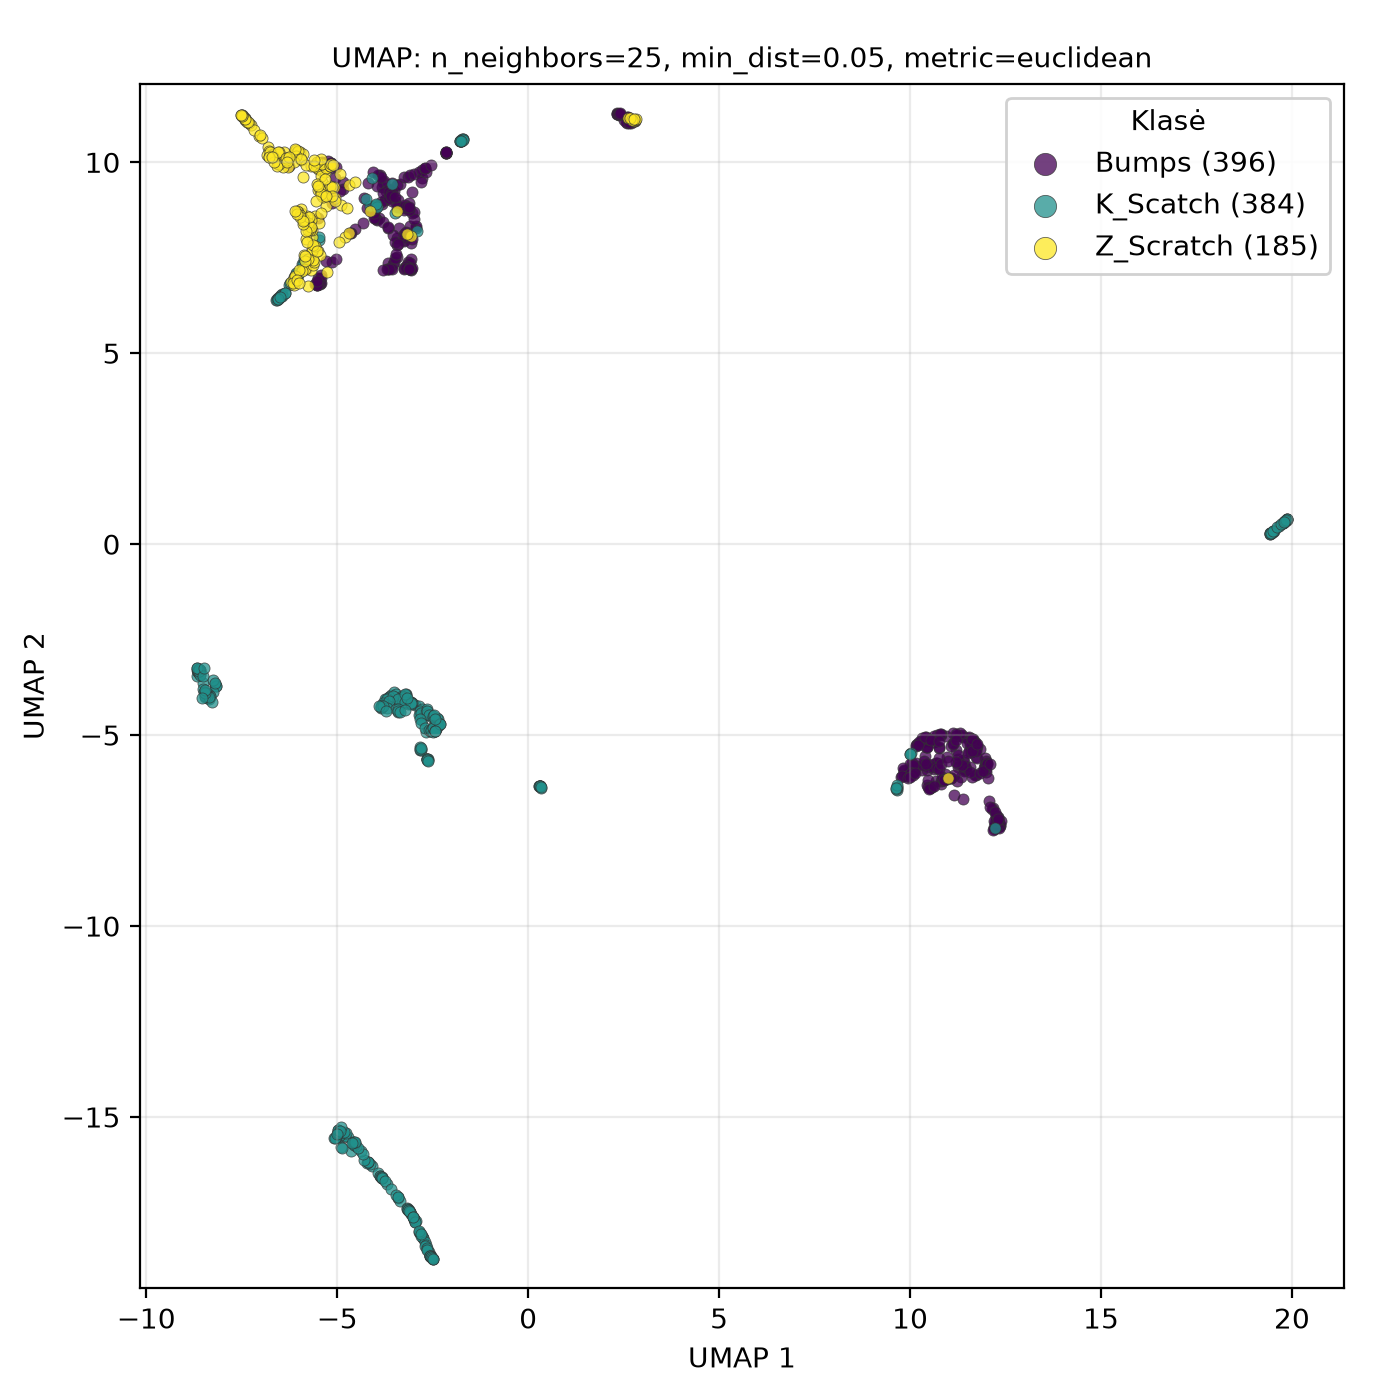 UMAP: n_neighbors=25, min_dist=0.05, metric=euclidean
Klasė
Bumps (396)
K_Scatch (384)
Z_Scratch (185)
10
5
0
−5
−10
−15
UMAP 2
−10
−5
0
5
10
15
20
UMAP 1